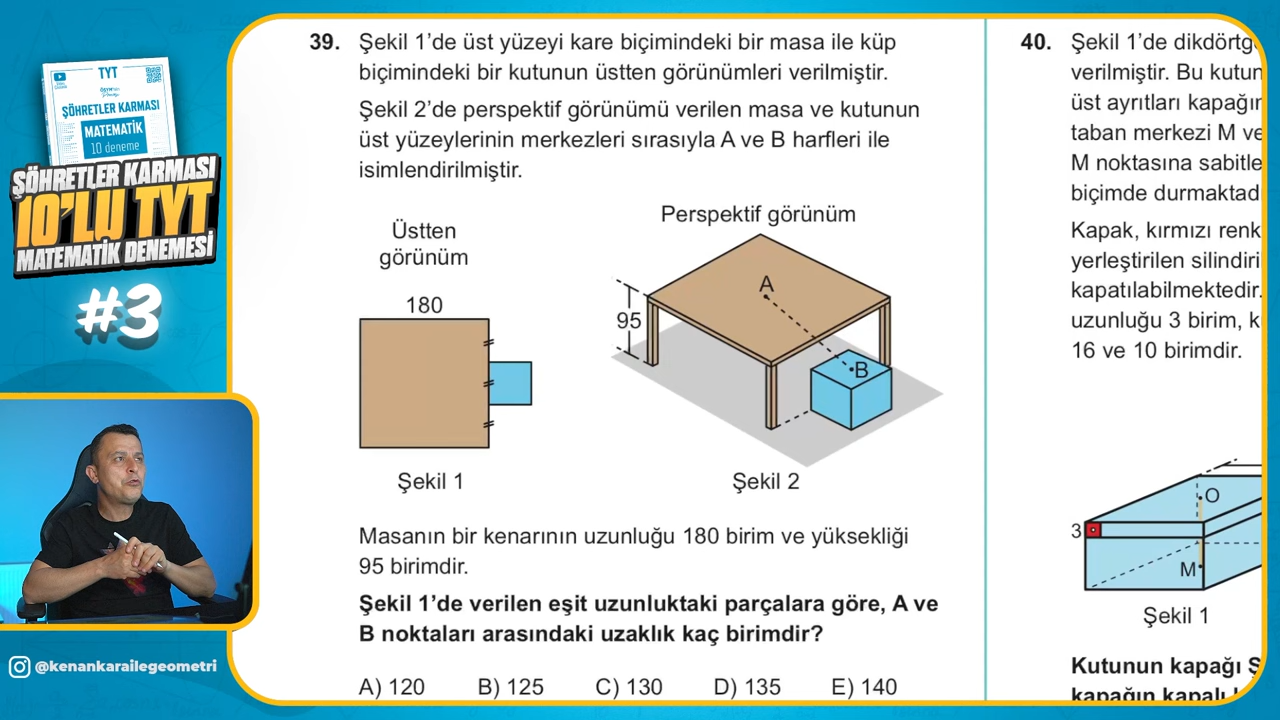 TYT
ÖSYM'nin
ŞÖHRETLER KARMASI
MATEMATİK
10 deneme
ŞÖHRETLER KARMASI
10'LU TYT
MATEMATİK DENEMESİ
#3
@kenankarailegeometri
39. Şekil 1'de üst yüzeyi kare biçimindeki bir masa ile küp
biçimindeki bir kutunun üstten görünümleri verilmiştir.
Şekil 2'de perspektif görünümü verilen masa ve kutunun
üst yüzeylerinin merkezleri sırasıyla A ve B harfleri ile
isimlendirilmiştir.
Üstten
görünüm
180
Şekil 1
Perspektif görünüm
A
95
B
Şekil 2
Masanın bir kenarının uzunluğu 180 birim ve yüksekliği
95 birimdir.
Şekil 1'de verilen eşit uzunluktaki parçalara göre, A ve
B noktaları arasındaki uzaklık kaç birimdir?
A) 120 B) 125 C) 130 D) 135 E) 140
40. Şekil 1'de dikdörtg
verilmiştir. Bu kutun
üst ayrıtları kapağın
taban merkezi M ve
M noktasına sabitle
biçimde durmaktad
Kapak, kırmızı renk
yerleştirilen silindiri
kapatılabilmektedir.
uzunluğu 3 birim, k
16 ve 10 birimdir.
O
3
M
Şekil 1
Kutunun kapağı Ş
kapağın kapalı